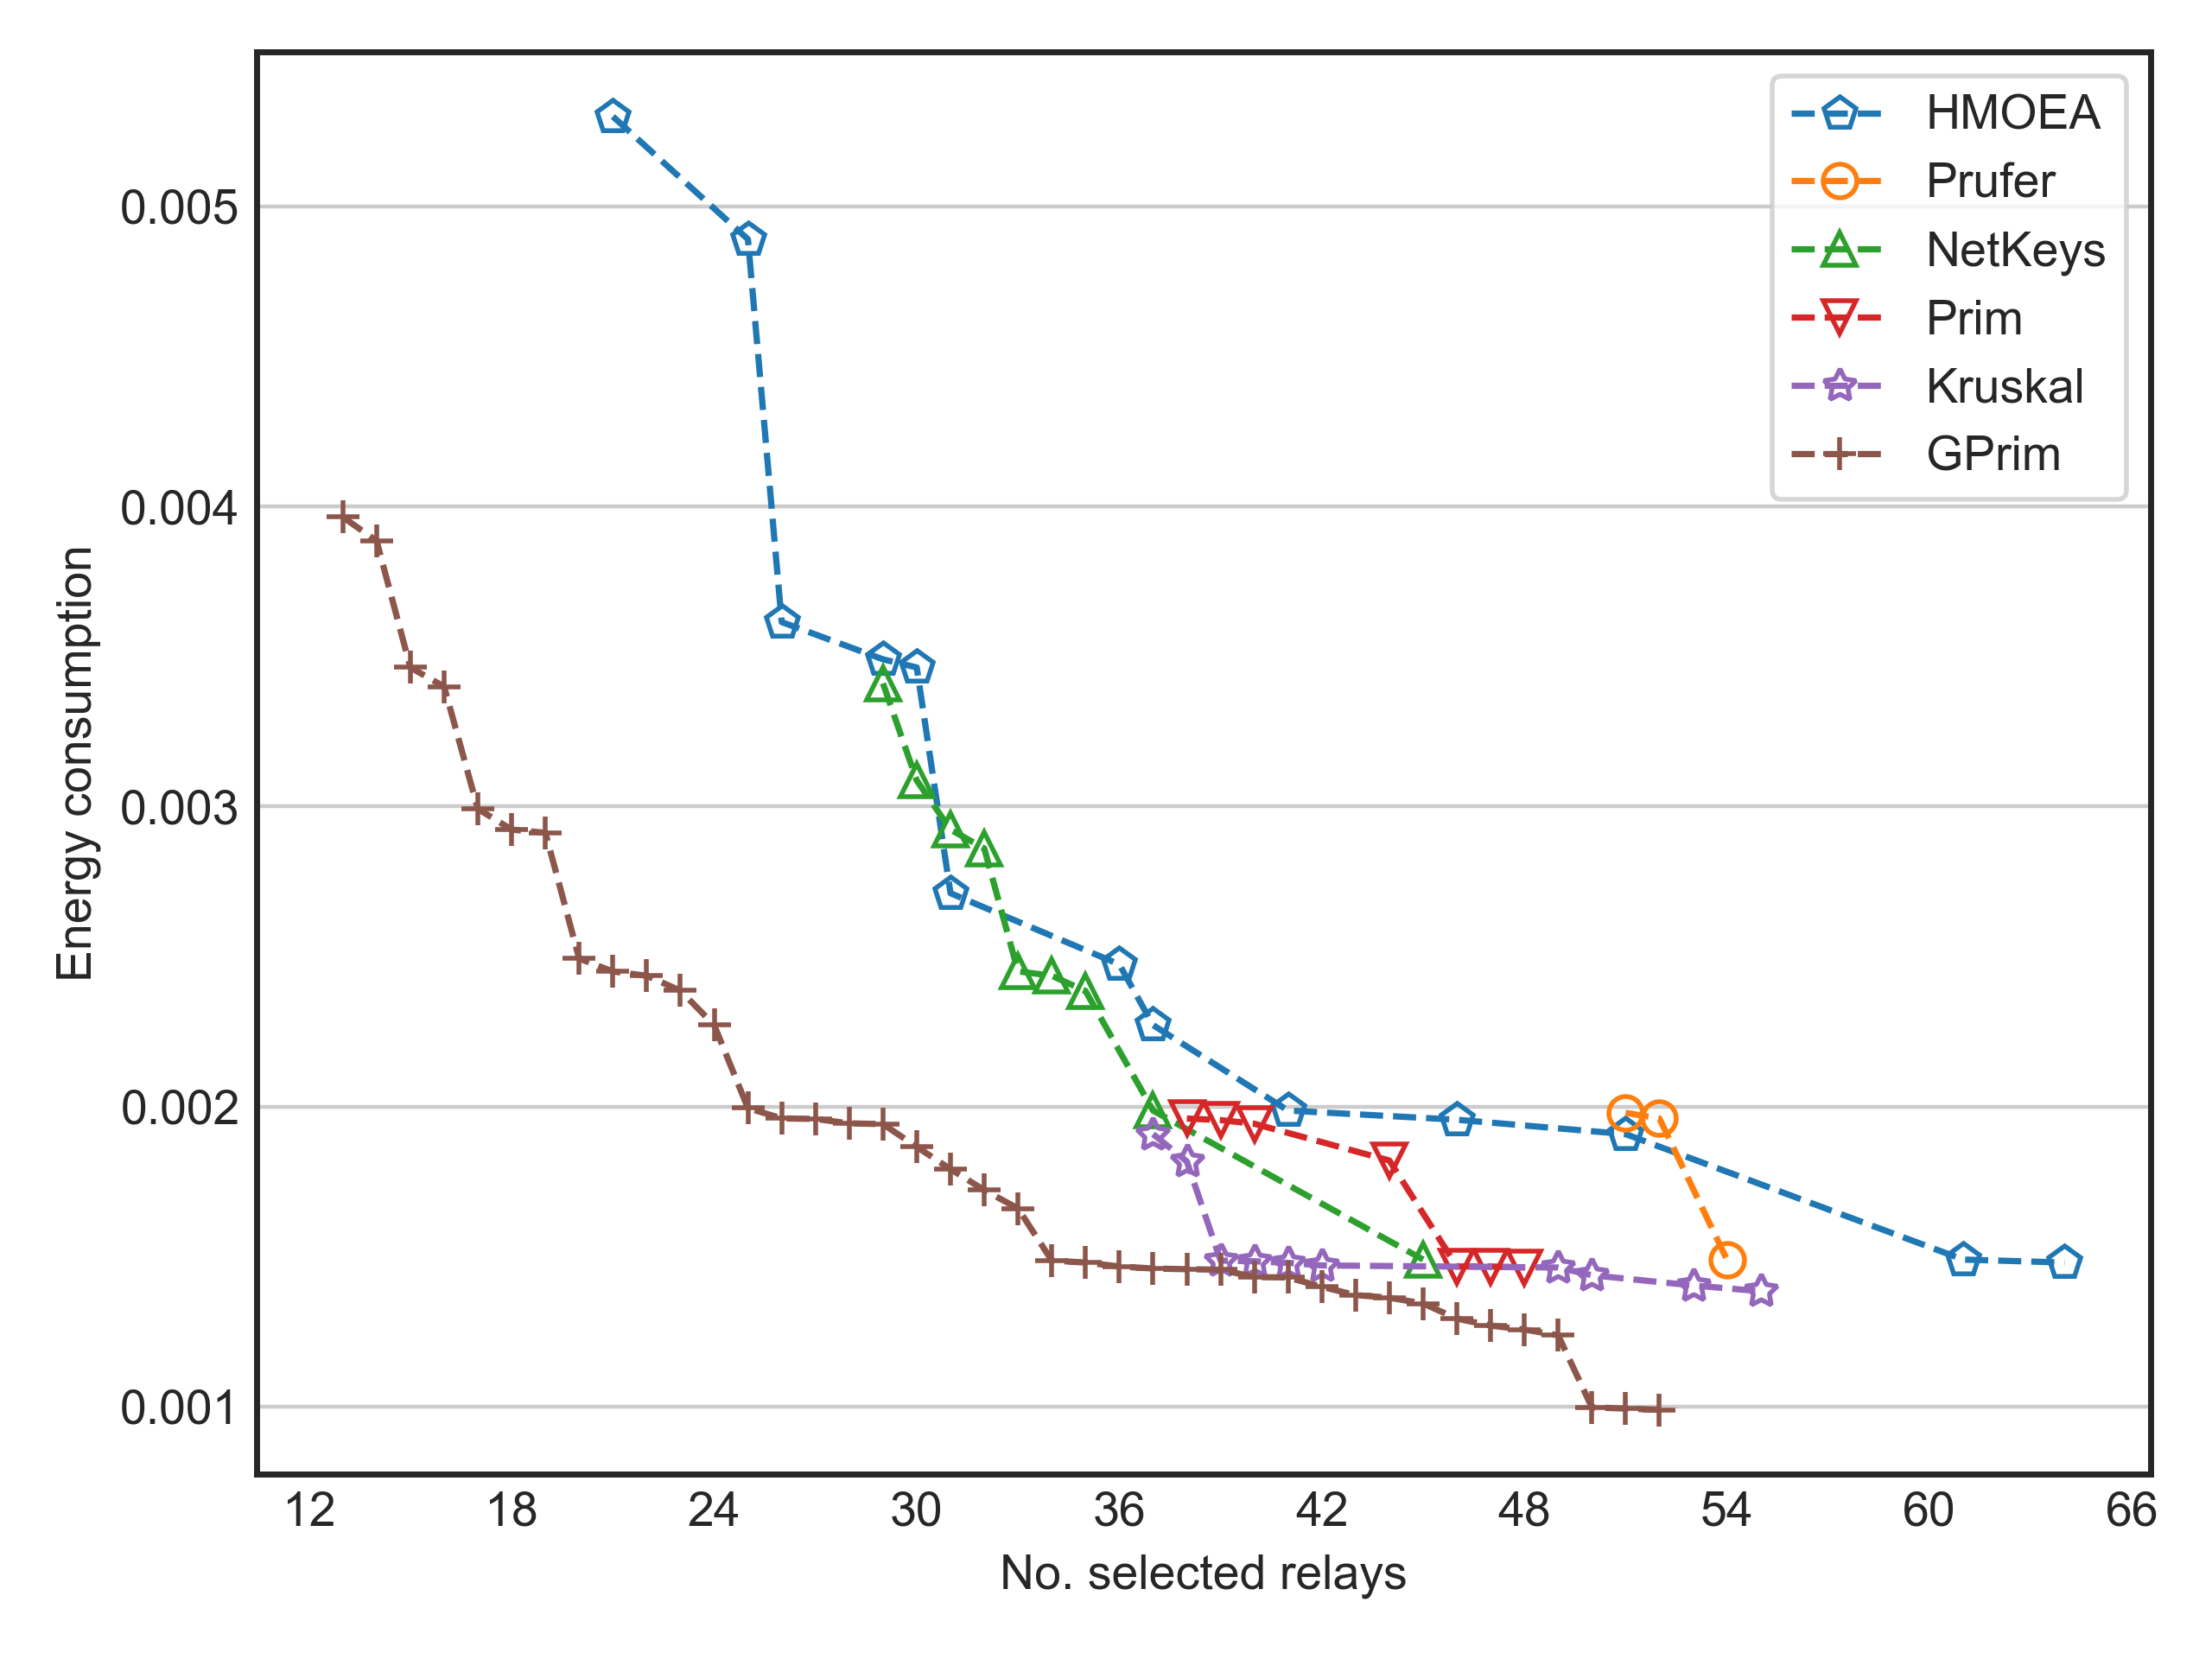 HMOEA
Prufer
NetKeys
Prim
Kruskal
GPrim
Energy consumption
0.005
0.004
0.003
0.002
0.001
12 18 24 30 36 42 48 54 60 66
No. selected relays